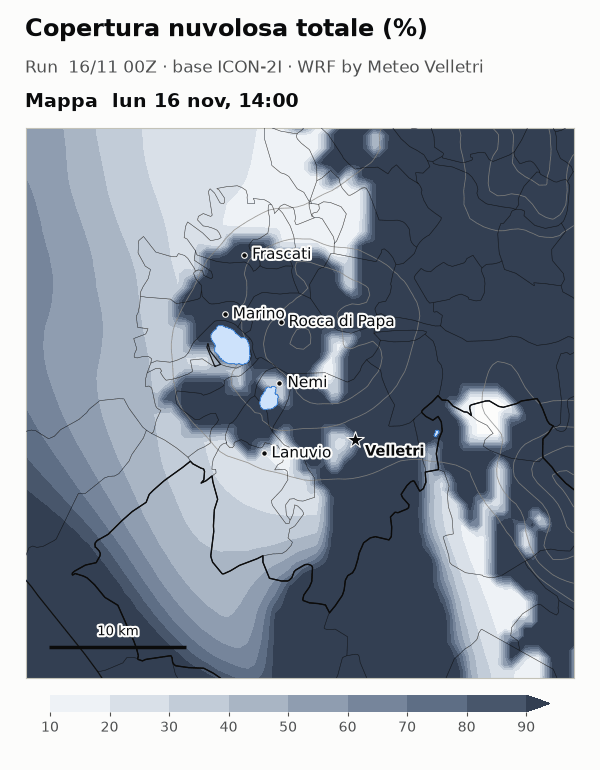 Copertura nuvolosa totale (%)
Run  16/11 00Z · base ICON-2I · WRF by Meteo Velletri
Mappa  lun 16 nov, 14:00
Frascati
Marino
Rocca di Papa
Nemi
Velletri
Lanuvio
10 km
10 20 30 40 50 60 70 80 90